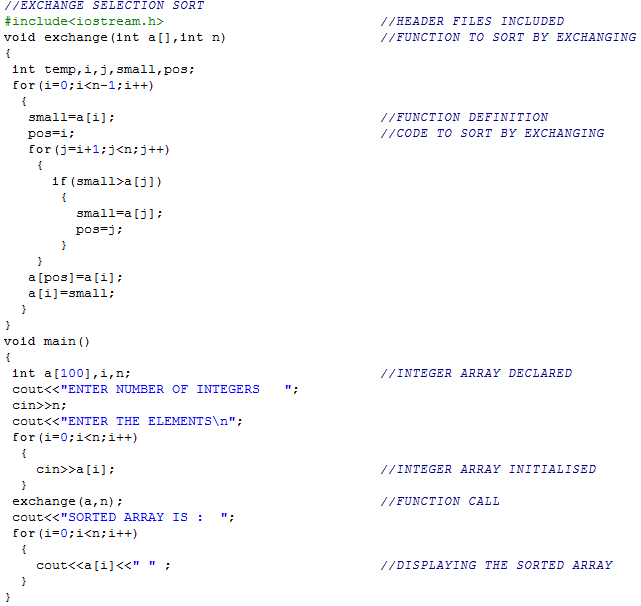 //EXCHANGE SELECTION SORT
#include<iostream.h> //HEADER FILES INCLUDED
void exchange(int a[],int n) //FUNCTION TO SORT BY EXCHANGING
{
int temp,i,j,small,pos;
for(i=0;i<n-1;i++)
{
small=a[i]; //FUNCTION DEFINITION
pos=i; //CODE TO SORT BY EXCHANGING
for(j=i+1;j<n;j++)
{
if(small>a[j])
{
small=a[j];
pos=j;
}
}
a[pos]=a[i];
a[i]=small;
}
}
void main()
{
int a[100],i,n; //INTEGER ARRAY DECLARED
cout<<"ENTER NUMBER OF INTEGERS   ";
cin>>n;
cout<<"ENTER THE ELEMENTS\n";
for(i=0;i<n;i++)
{
cin>>a[i]; //INTEGER ARRAY INITIALISED
}
exchange(a,n); //FUNCTION CALL
cout<<"SORTED ARRAY IS :  ";
for(i=0;i<n;i++)
{
cout<<a[i]<<" " ; //DISPLAYING THE SORTED ARRAY
}
}